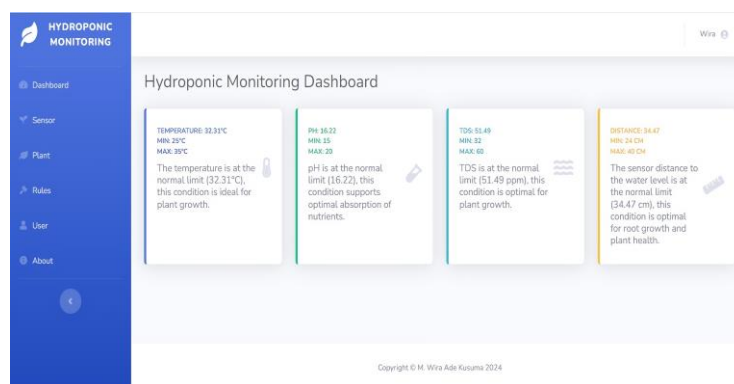 HYDROPONIC
MONITORING
Wira
Dashboard
Sensor
Plant
Rules
User
About
Hydroponic Monitoring Dashboard
TEMPERATURE: 32.31°C
MIN: 25°C
MAX: 35°C
The temperature is at the
normal limit (32.31°C),
this condition is ideal for
plant growth.
PH: 16.22
MIN: 15
MAX: 20
pH is at the normal
limit (16.22), this
condition supports
optimal absorption of
nutrients.
TDS: 51.49
MIN: 32
MAX: 60
TDS is at the normal
limit (51.49 ppm), this
condition is optimal for
plant growth.
DISTANCE: 34.47
MIN: 24 CM
MAX: 40 CM
The sensor distance to
the water level is at
the normal limit
(34.47 cm), this
condition is optimal
for root growth and
plant health.
Copyright © M. Wira Ade Kusuma 2024